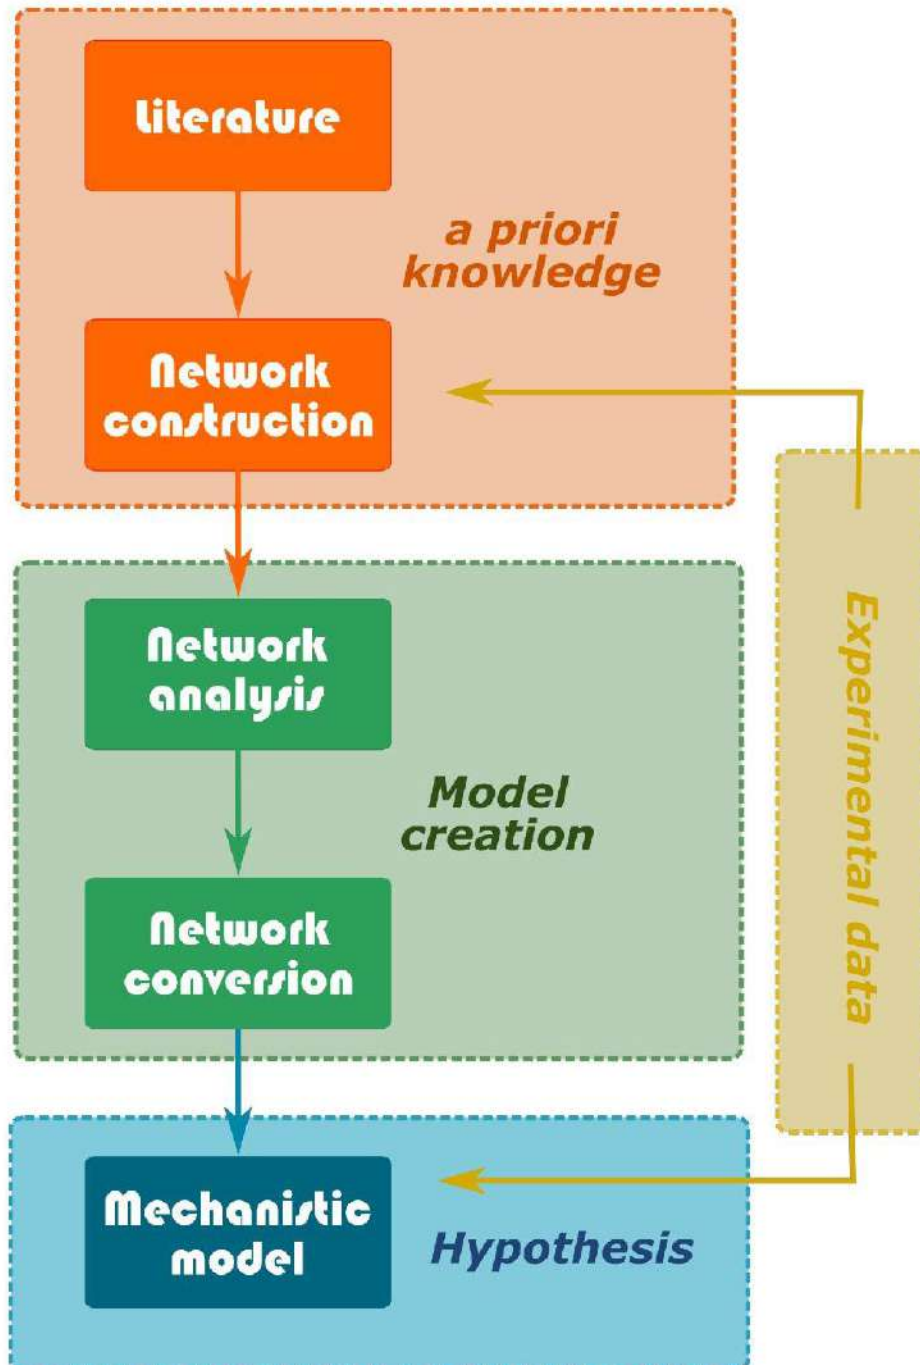 Literature
a priori
knowledge
Network
construction
Network
analysis
Model
creation
Network
conversion
Experimental data
Mechanistic
model
Hypothesis